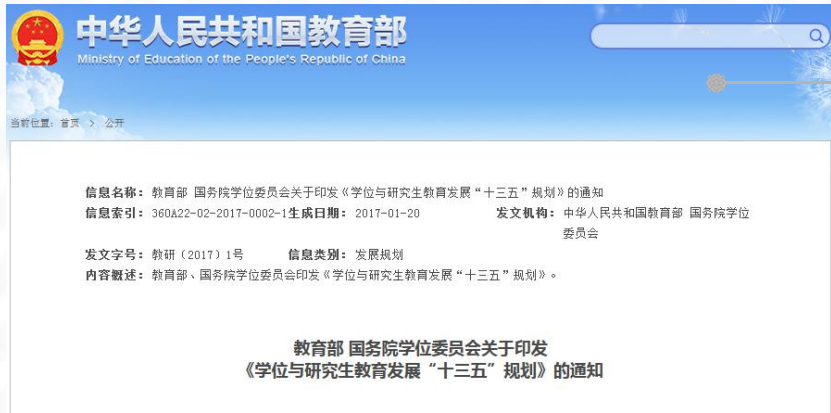 中华人民共和国教育部
Ministry of Education of the People's Republic of China
当前位置：首页 > 公开
信息名称：教育部 国务院学位委员会关于印发《学位与研究生教育发展“十三五”规划》的通知
信息索引：360A22-02-2017-0002-1生成日期：2017-01-20 发文机构：中华人民共和国教育部 国务院学位
委员会
发文字号：教研（2017）1号 信息类别：发展规划
内容概述：教育部、国务院学位委员会印发《学位与研究生教育发展“十三五”规划》。
教育部 国务院学位委员会关于印发
《学位与研究生教育发展“十三五”规划》的通知